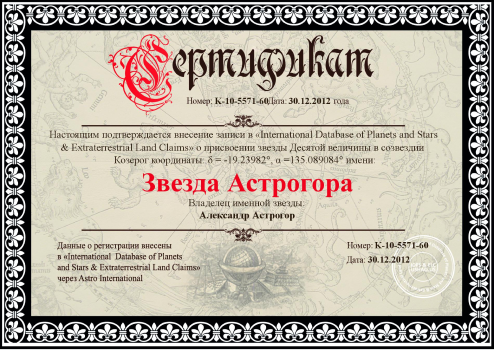 Сертификат
Номер: K-10-5571-60Дата: 30.12.2012 года
Настоящим подтверждается внесение записи в «International Database of Planets and Stars
& Extraterrestrial Land Claims» о присвоении звезды Десятой величины в созвездии
Козерог координаты: δ = -19.23982°, α =135.089084° имени:
Звезда Астрогора
Владелец именной звезды:
Александр Астрогор
Данные о регистрации внесены
в «International Database of Planets
and Stars & Extraterrestrial Land Claims»
через Astro International
Номер: K-10-5571-60
Дата: 30.12.2012